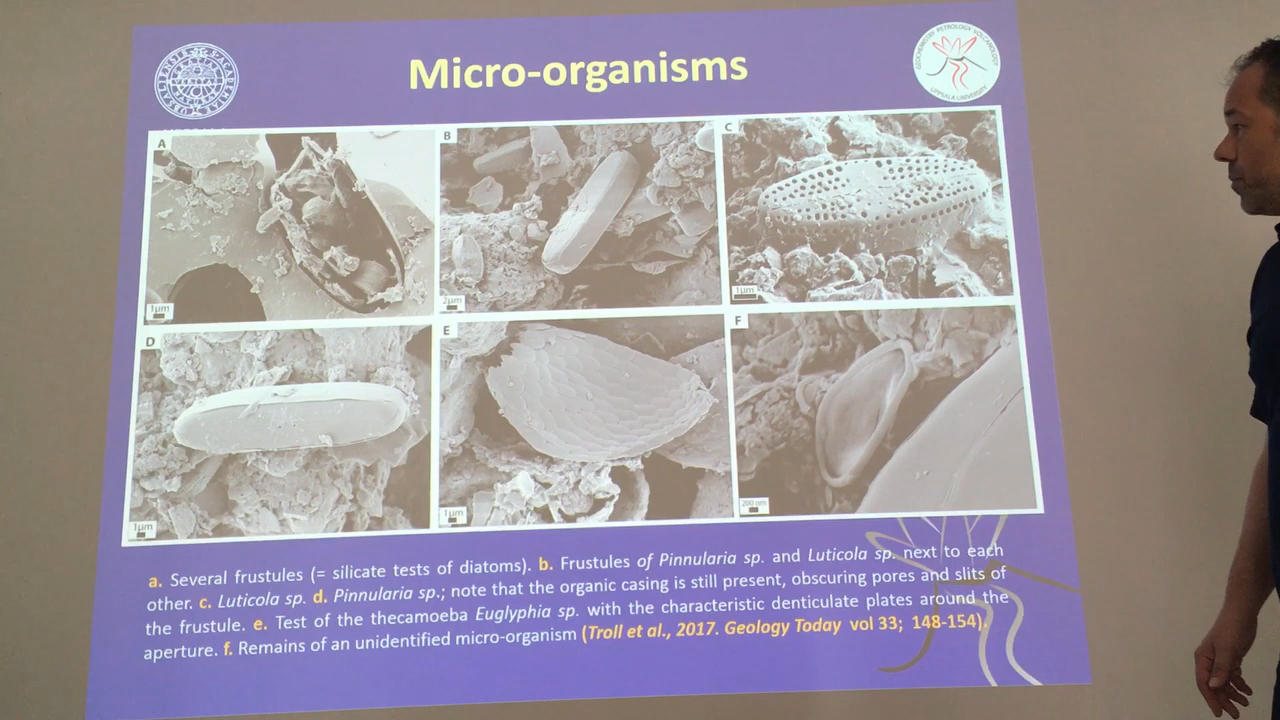 Micro-organisms
GEOCHEMISTRY PETROLOGY VOLCANOLOGY
UPPSALA UNIVERSITY
A
1µm
B
2µm
C
1µm
D
1µm
E
1µm
F
200 nm
a. Several frustules (= silicate tests of diatoms). b. Frustules of Pinnularia sp. and Luticola sp. next to each
other. c. Luticola sp. d. Pinnularia sp.; note that the organic casing is still present, obscuring pores and slits of
the frustule. e. Test of the thecamoeba Euglyphia sp. with the characteristic denticulate plates around the
aperture. f. Remains of an unidentified micro-organism (Troll et al., 2017. Geology Today vol 33; 148-154).